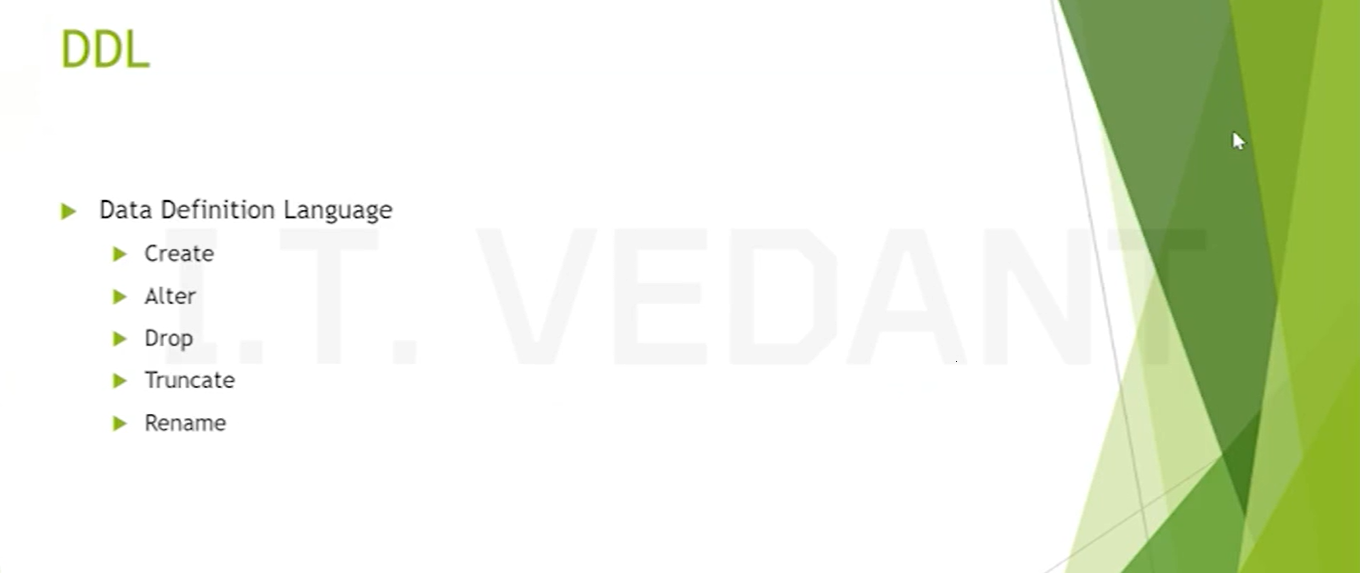 DDL
Data Definition Language
Create
Alter
Drop
Truncate
Rename
I.T. VEDANT